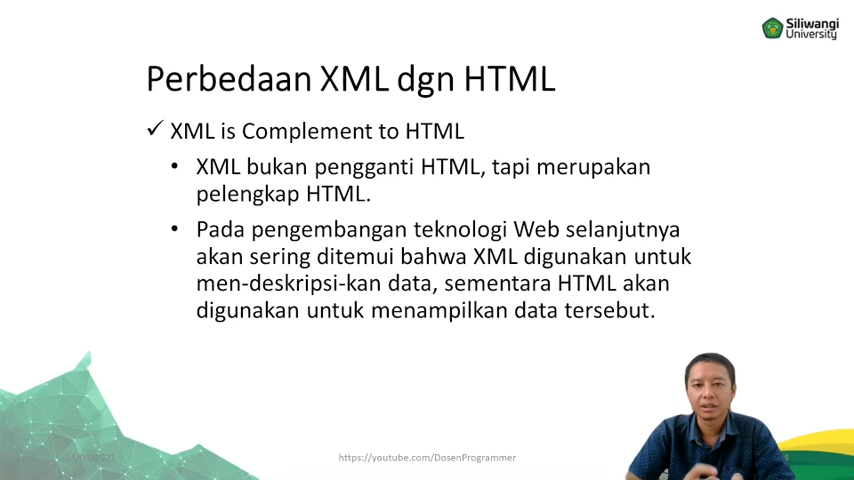 Siliwangi
University
Perbedaan XML dgn HTML
✓ XML is Complement to HTML
• XML bukan pengganti HTML, tapi merupakan
pelengkap HTML.
• Pada pengembangan teknologi Web selanjutnya
akan sering ditemui bahwa XML digunakan untuk
men-deskripsi-kan data, sementara HTML akan
digunakan untuk menampilkan data tersebut.
https://youtube.com/DosenProgrammer